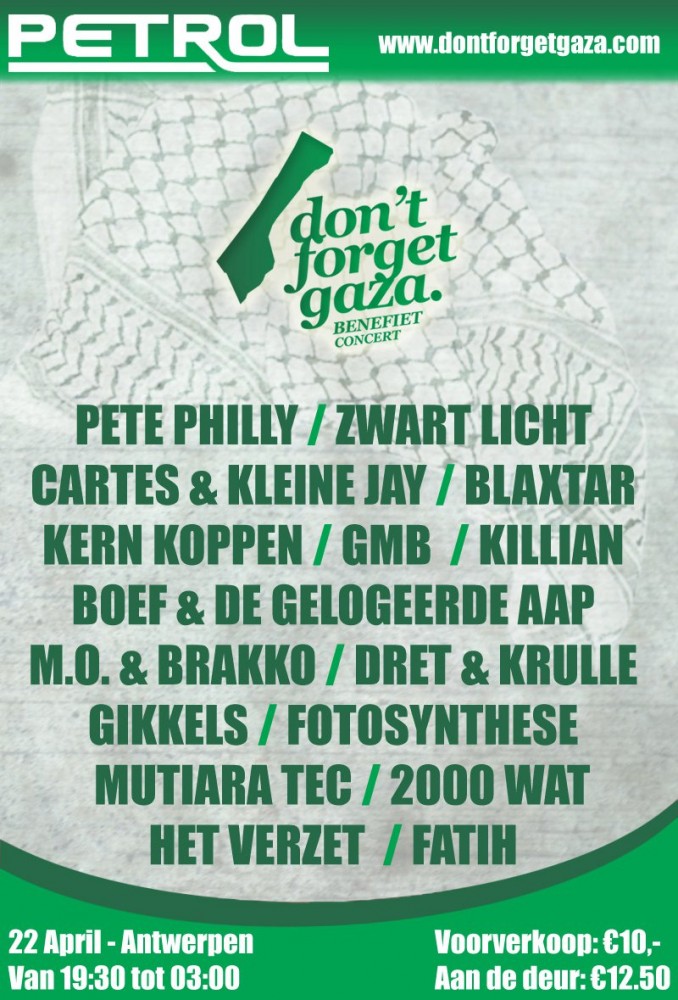 PETROL
www.dontforgetgaza.com
don't
forget
gaza.
BENEFIET
CONCERT
PETE PHILLY / ZWART LICHT
CARTES & KLEINE JAY / BLAXTAR
KERN KOPPEN / GMB / KILLIAN
BOEF & DE GELOGEERDE AAP
M.O. & BRAKKO / DRET & KRULLE
GIKKELS / FOTOSYNTHESE
MUTIARA TEC / 2000 WAT
HET VERZET / FATIH
22 April - Antwerpen
Van 19:30 tot 03:00
Voorverkoop: €10,-
Aan de deur: €12.50